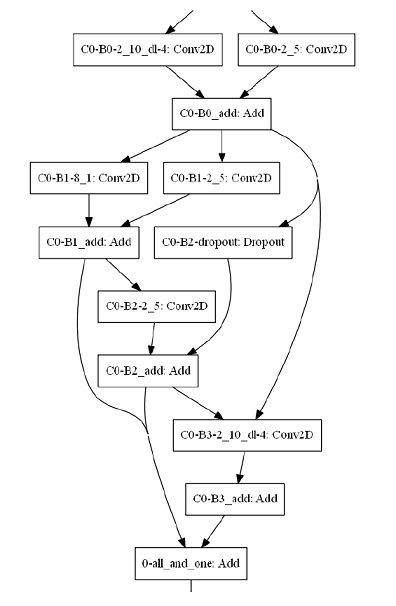 C0-B0-2_10_dl-4: Conv2D
C0-B0-2_5: Conv2D
C0-B0_add: Add
C0-B1-8_1: Conv2D
C0-B1-2_5: Conv2D
C0-B1_add: Add
C0-B2-dropout: Dropout
C0-B2-2_5: Conv2D
C0-B2_add: Add
C0-B3-2_10_dl-4: Conv2D
C0-B3_add: Add
0-all_and_one: Add